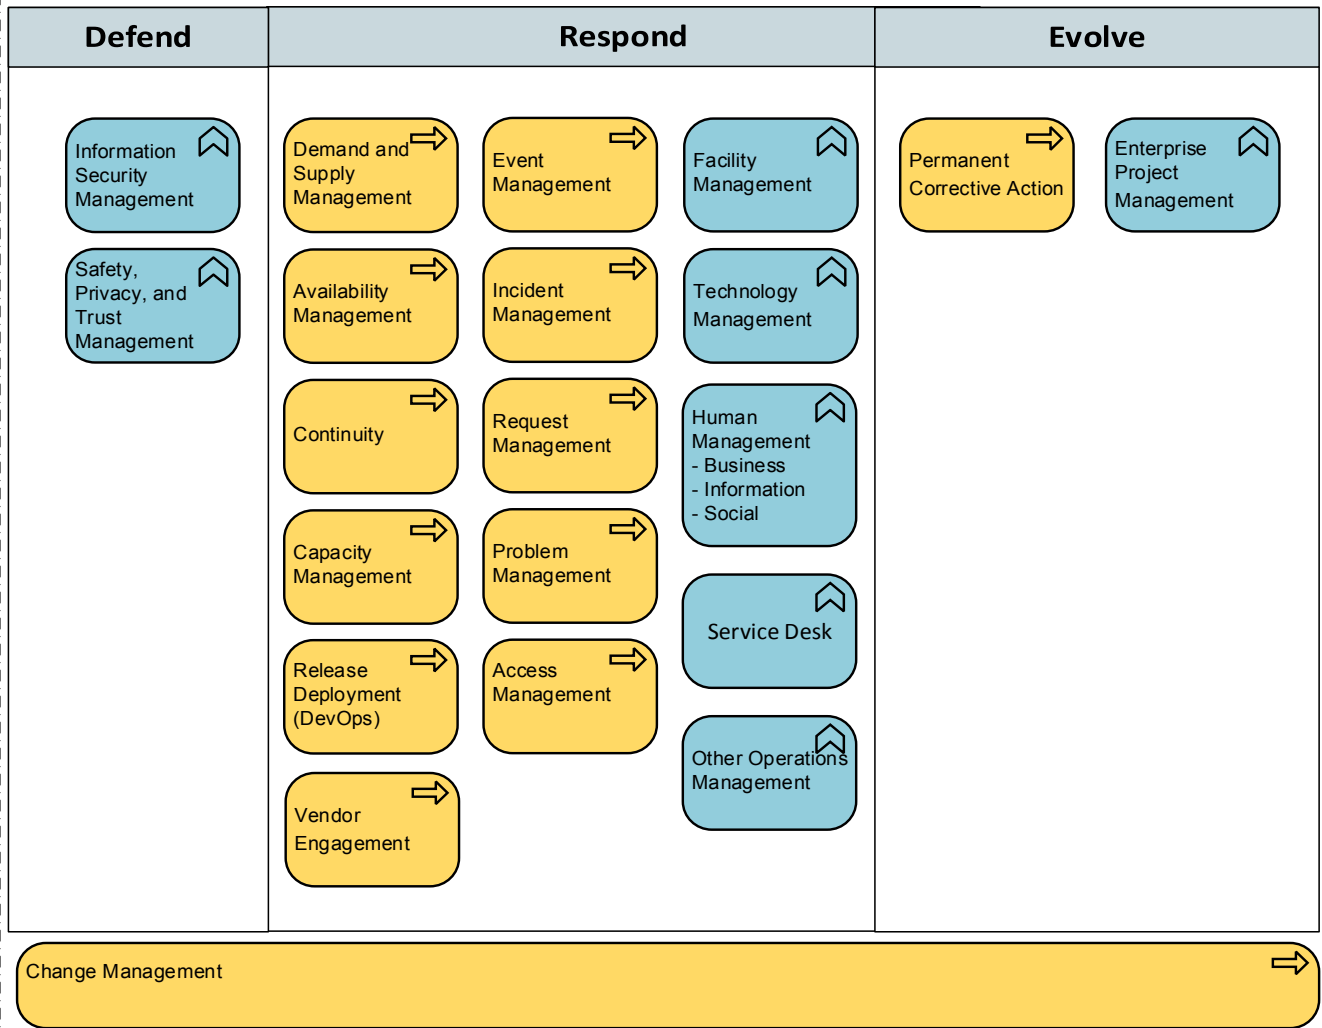 Defend
Respond
Evolve
Information
Security
Management
Safety,
Privacy, and
Trust
Management
Demand and
Supply
Management
Availability
Management
Continuity
Capacity
Management
Release
Deployment
(DevOps)
Vendor
Engagement
Event
Management
Incident
Management
Request
Management
Problem
Management
Access
Management
Facility
Management
Technology
Management
Human
Management
- Business
- Information
- Social
Service Desk
Other Operations
Management
Permanent
Corrective Action
Enterprise
Project
Management
Change Management